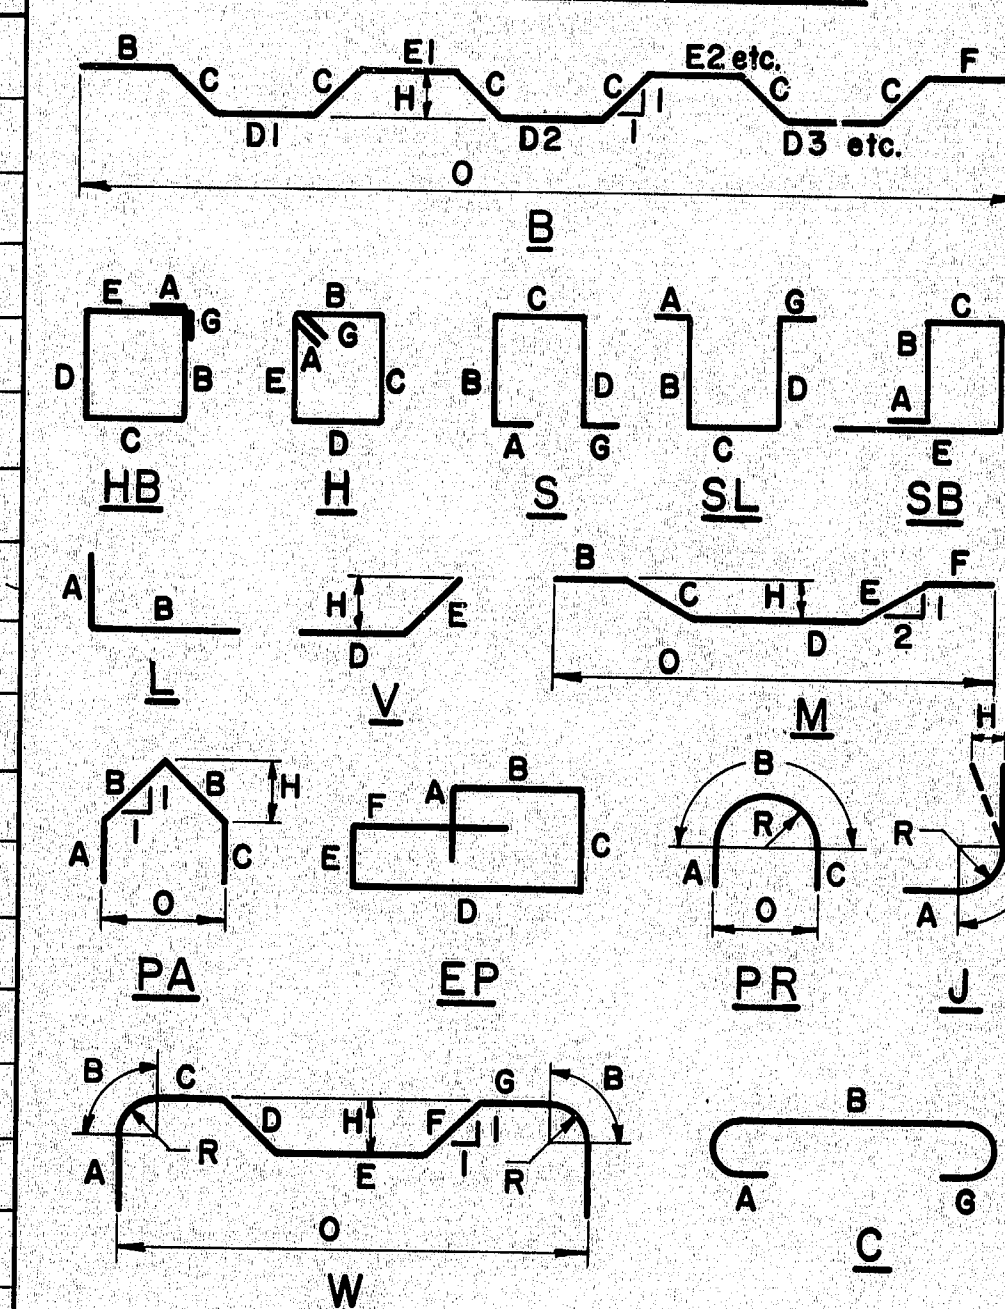 B C C E1 C C E2 etc. C C F
D1 H D2 1 1 D3 etc.
O
B
E A G D B C
HB
B G A E C D
H
C B D A G
S
A G B D C
SL
C B A E
SB
A B
L
H E D
V
B C H E F 1 2 D O
M
B B 1 1 H A C O
PA
B A F C E D
EP
B R A C O
PR
H R A
J
B C D H F G B 1 1 A R E R O
W
B A G
C